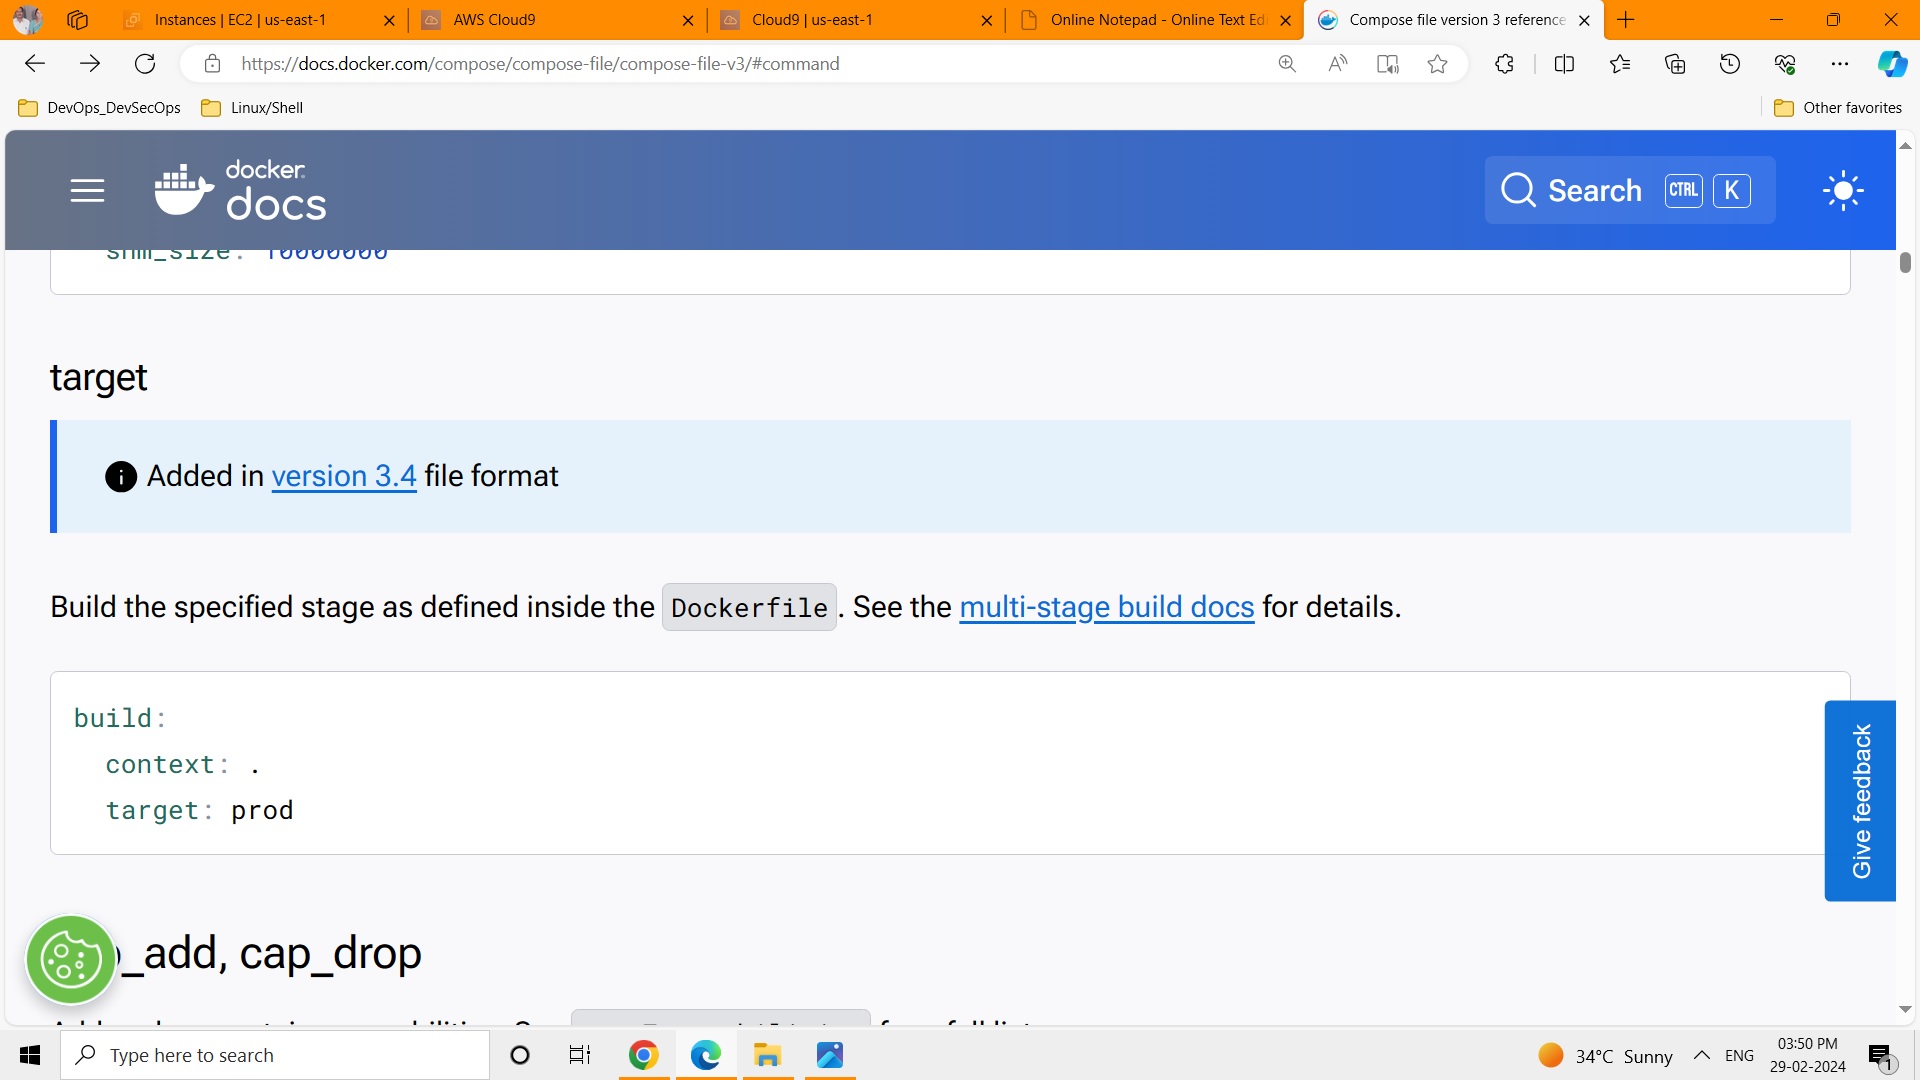 Instances | EC2 | us-east-1
AWS Cloud9
Cloud9 | us-east-1
Online Notepad - Online Text Edi
Compose file version 3 reference
https://docs.docker.com/compose/compose-file/compose-file-v3/#command
DevOps_DevSecOps
Linux/Shell
Other favorites
docker
docs
Search CTRL K
shm_size: 10000000
target
Added in version 3.4 file format
Build the specified stage as defined inside the Dockerfile. See the multi-stage build docs for details.
build:
context: .
target: prod
Give feedback
_add, cap_drop
Type here to search
34°C Sunny
ENG
03:50 PM
29-02-2024
1